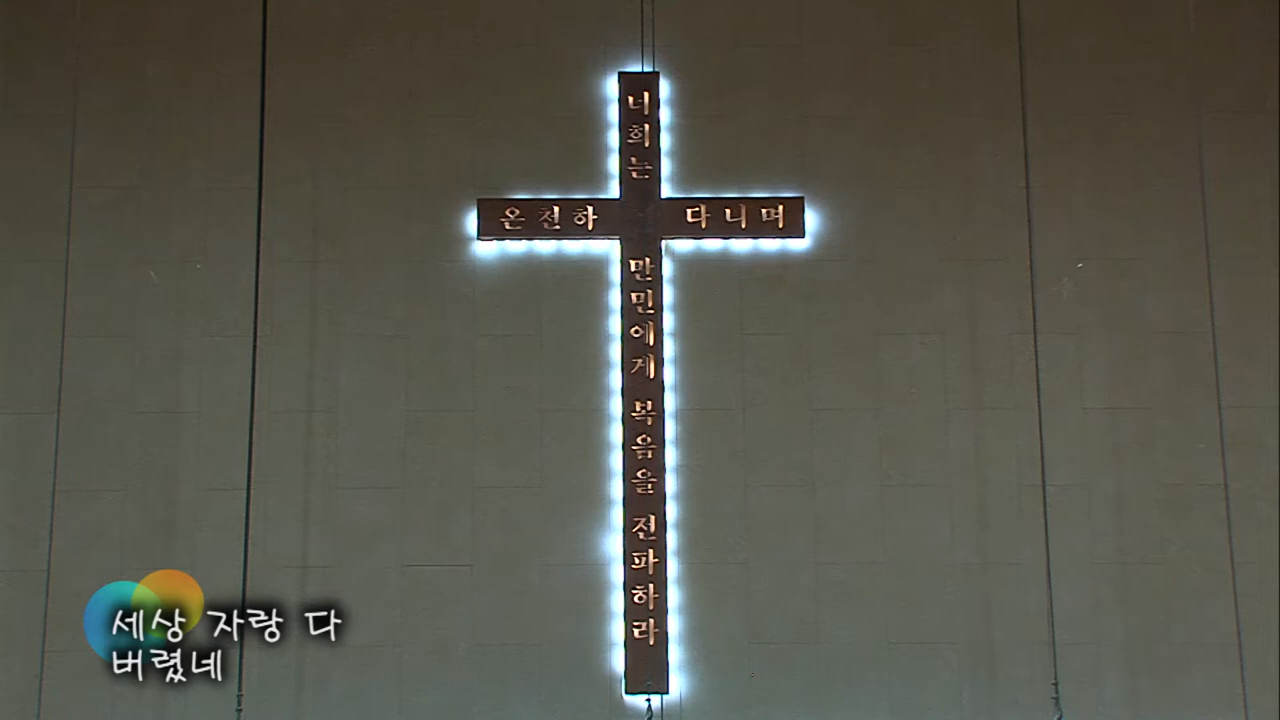 너희는
온천하 다니며
만민에게 복음을 전파하라
세상 자랑 다
버렸네